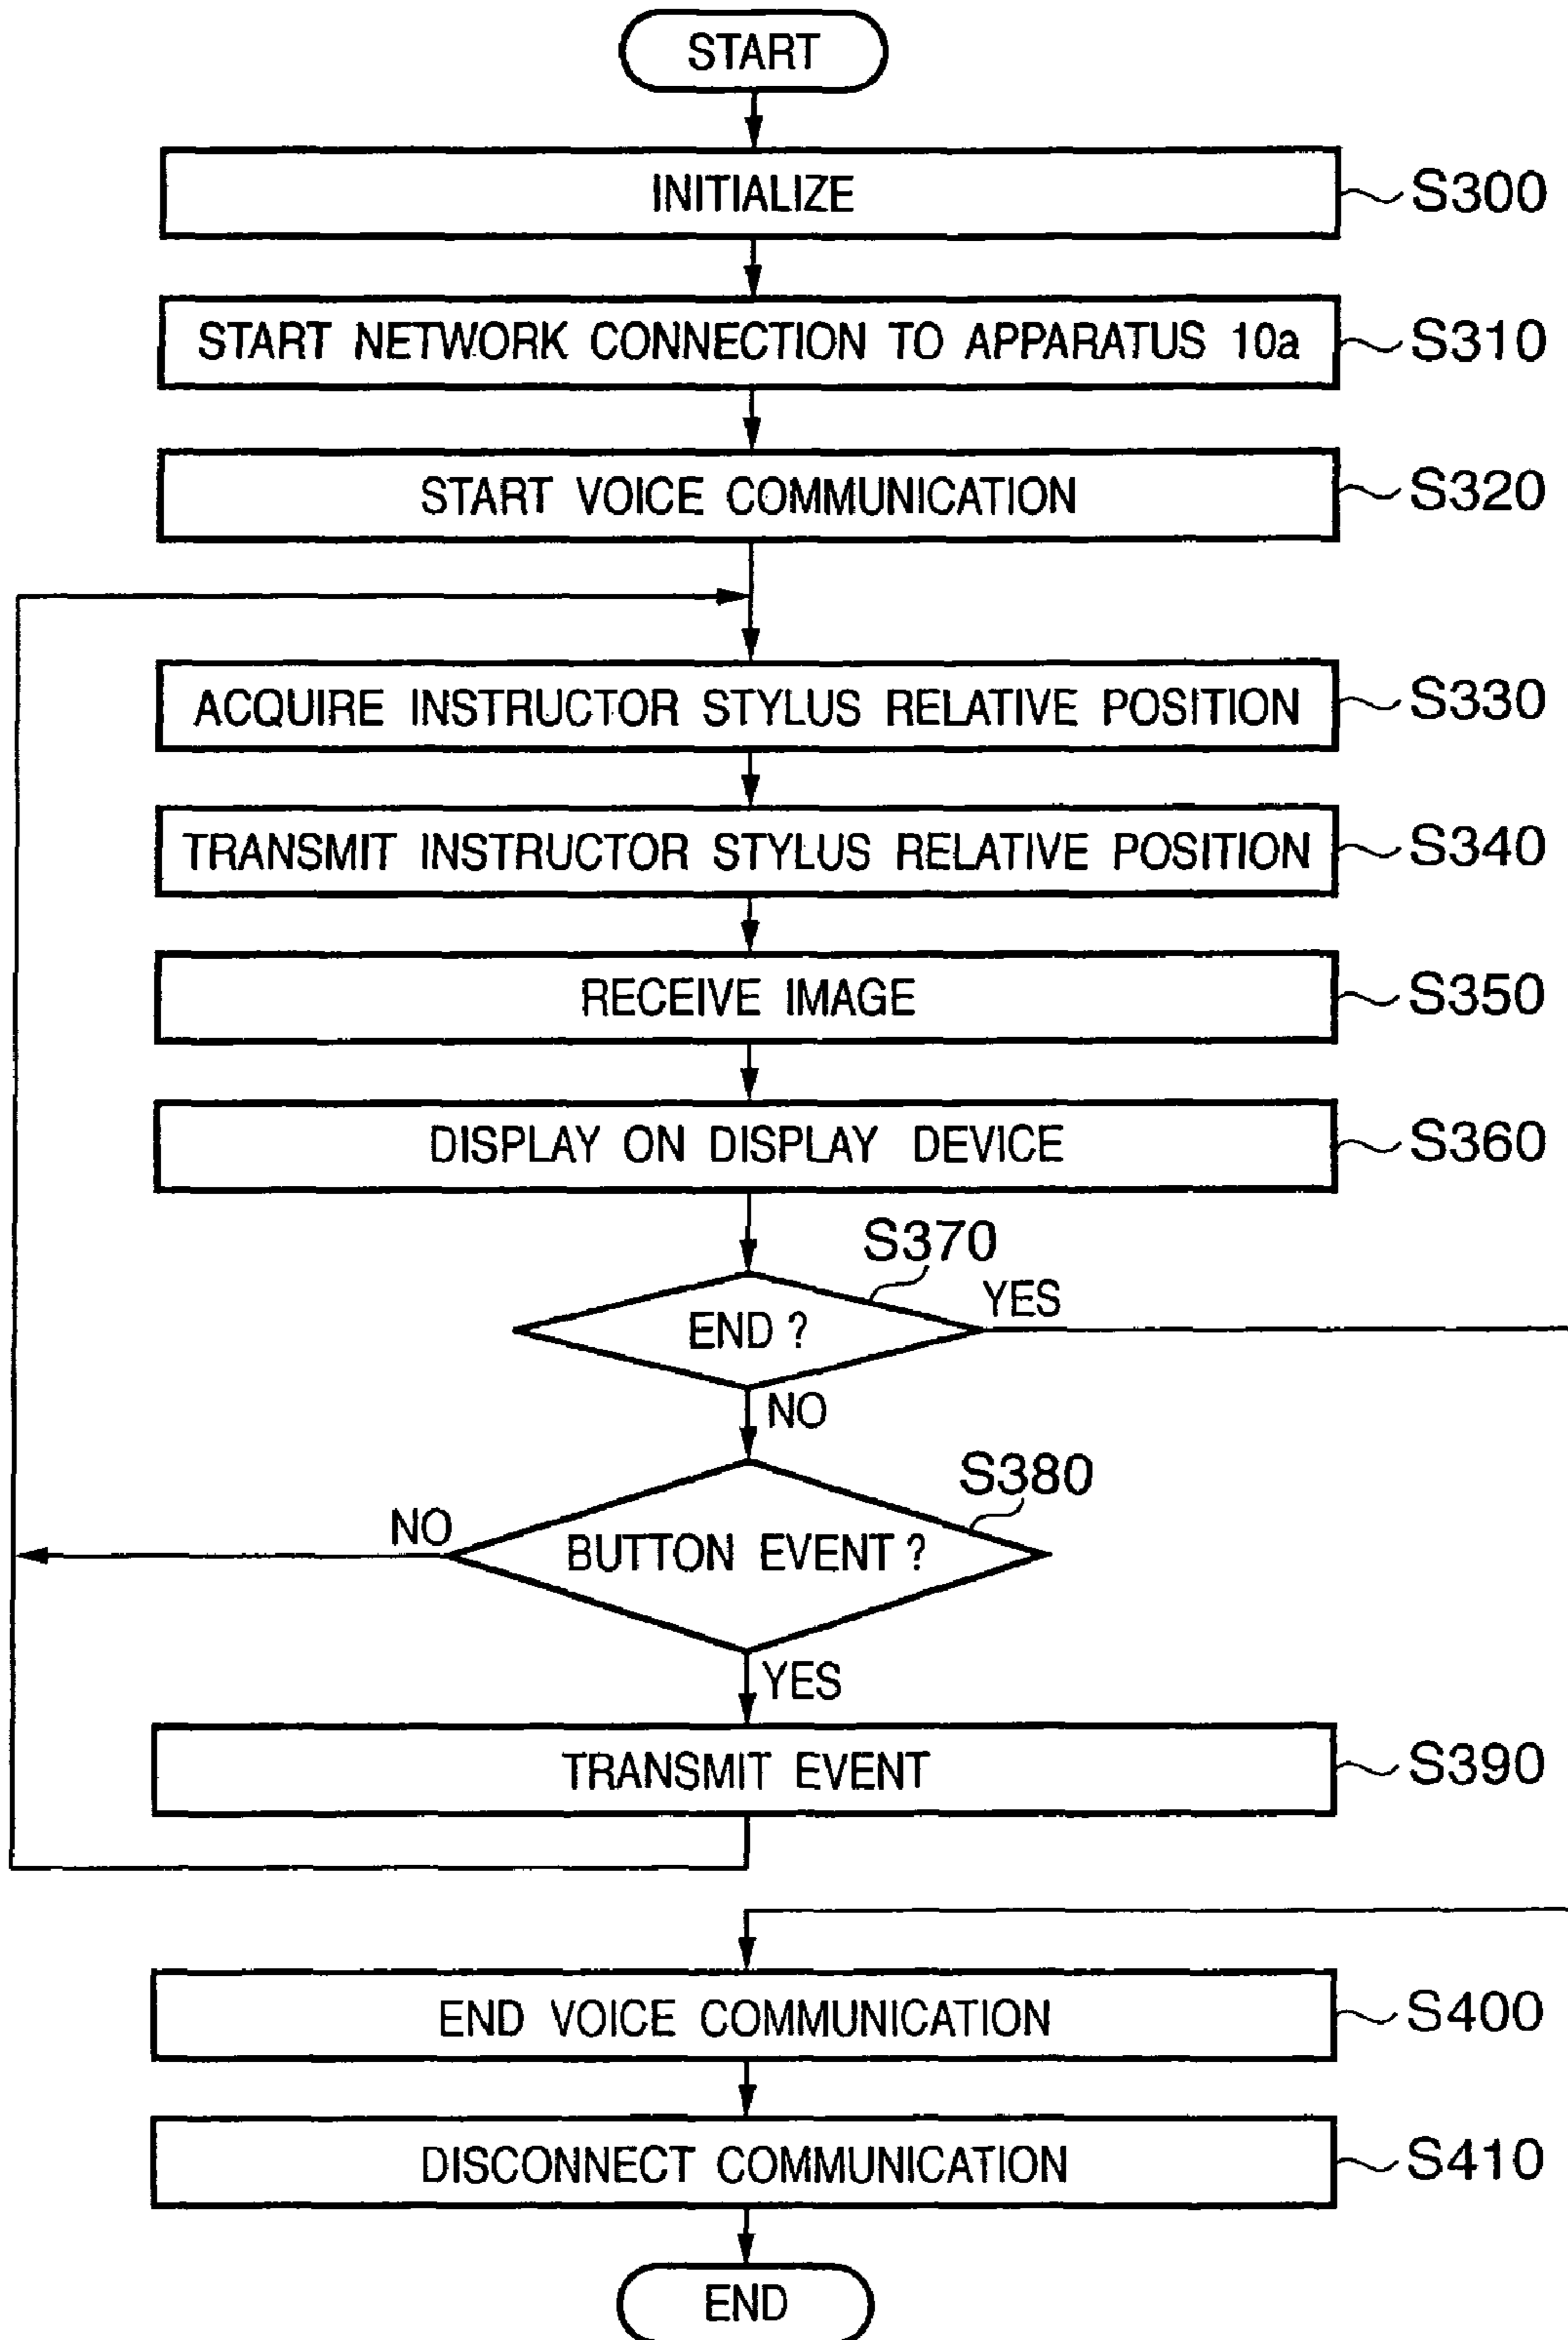 START
INITIALIZE S300
START NETWORK CONNECTION TO APPARATUS 10a S310
START VOICE COMMUNICATION S320
ACQUIRE INSTRUCTOR STYLUS RELATIVE POSITION S330
TRANSMIT INSTRUCTOR STYLUS RELATIVE POSITION S340
RECEIVE IMAGE S350
DISPLAY ON DISPLAY DEVICE S360
S370
END ? YES
NO
S380
NO BUTTON EVENT ?
YES
TRANSMIT EVENT S390
END VOICE COMMUNICATION S400
DISCONNECT COMMUNICATION S410
END